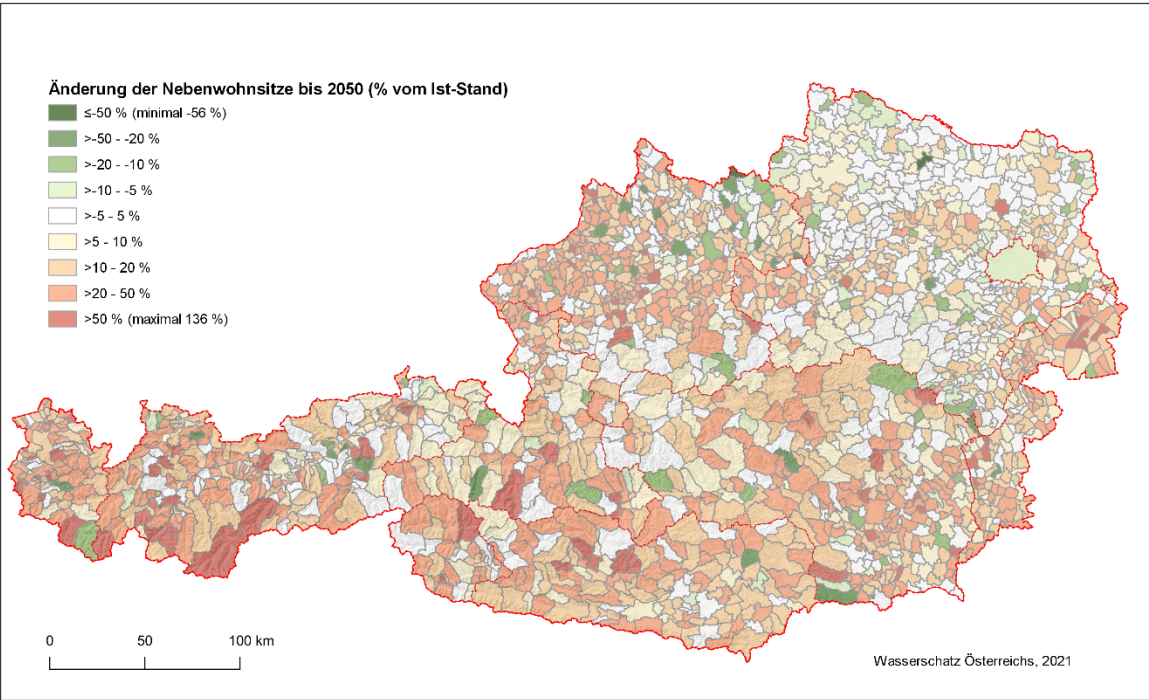 Änderung der Nebenwohnsitze bis 2050 (% vom Ist-Stand)
≤-50 % (minimal -56 %)
>-50 - -20 %
>-20 - -10 %
>-10 - -5 %
>-5 - 5 %
>5 - 10 %
>10 - 20 %
>20 - 50 %
>50 % (maximal 136 %)
0 50 100 km
Wasserschatz Österreichs, 2021